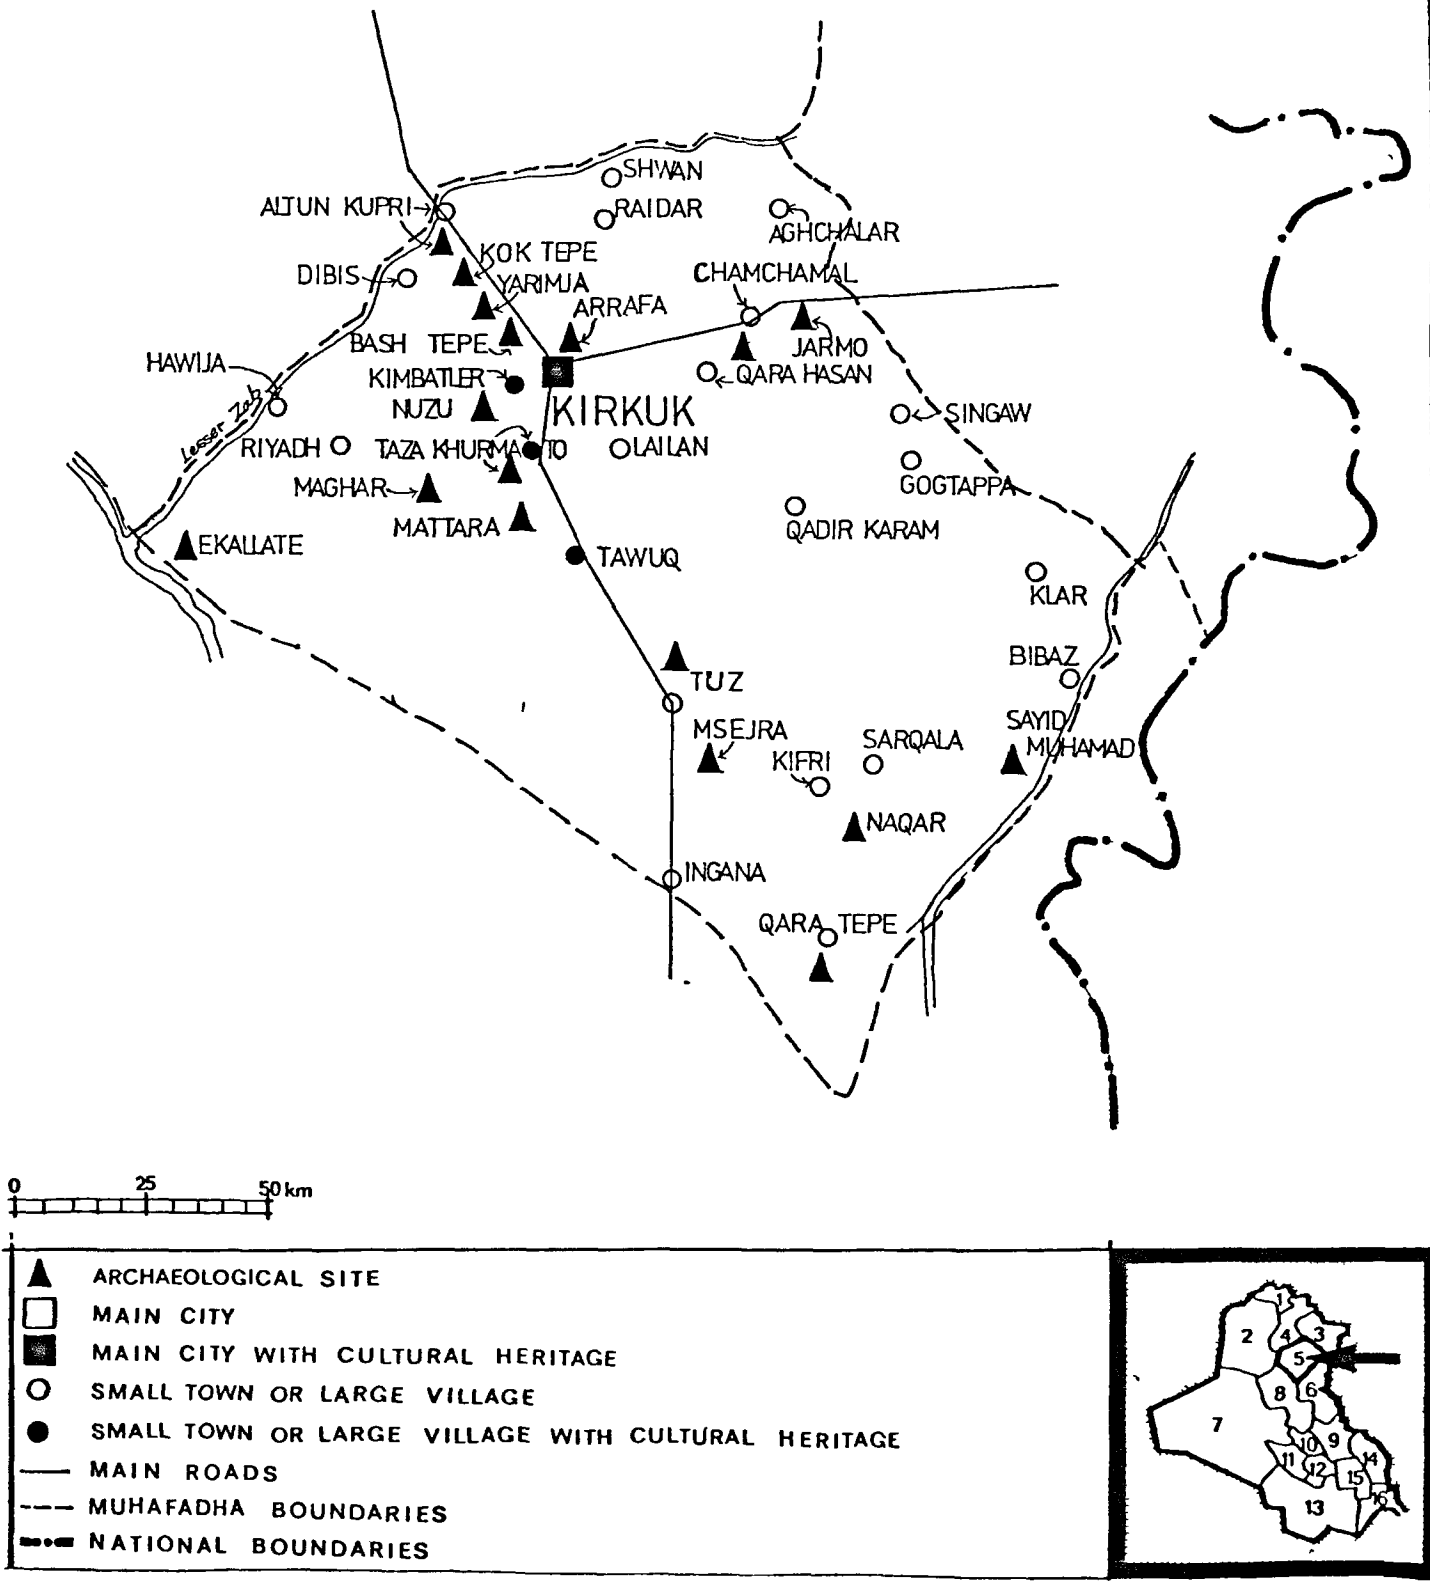 SHWAN
ALTUN KUPRI
RAIDAR
AGHCHALAR
KOK TEPE
DIBIS
YARIMJA
CHAMCHAMAL
ARRAFA
BASH TEPE
JARMO
HAWIJA
KIMBATLER
QARA HASAN
NUZU
KIRKUK
SINGAW
Lesser Zab
RIYADH
TAZA KHURMATO
LAILAN
MAGHAR
GOGTAPPA
MATTARA
QADIR KARAM
EKALLATE
TAWUQ
KLAR
BIBAZ
TUZ
MSEJRA
SARQALA
SAYID
MUHAMAD
KIFRI
NAQAR
INGANA
QARA TEPE
0 25 50 km
ARCHAEOLOGICAL SITE
MAIN CITY
MAIN CITY WITH CULTURAL HERITAGE
SMALL TOWN OR LARGE VILLAGE
SMALL TOWN OR LARGE VILLAGE WITH CULTURAL HERITAGE
MAIN ROADS
MUHAFADHA BOUNDARIES
NATIONAL BOUNDARIES
1
2
4
3
5
8
6
7
10
9
11
12
14
15
13
16